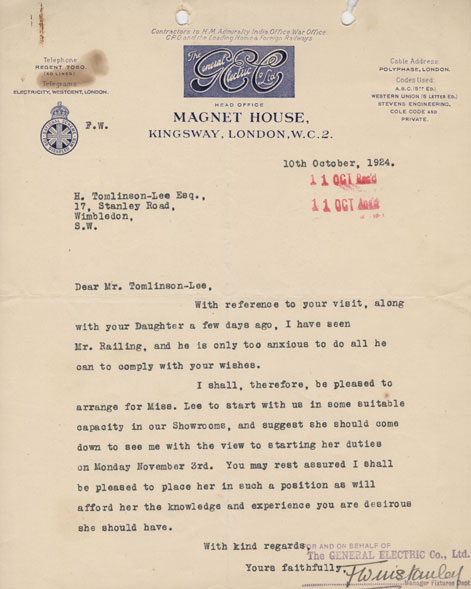 Contractors to H.M. Admiralty India Office, War Office,
G.P.O and the Leading Home & Foreign Railways
The
General
Electric
Co. Ltd.
Telephone
REGENT 7050.
(60 LINES)
Telegrams
ELECTRICITY, WESTCENT, LONDON.
Cable Address
POLYPHASE, LONDON.
Codes Used:
A.B.C. (5TH ED.)
WESTERN UNION (5 LETTER ED.)
STEVENS ENGINEERING,
COLE CODE AND
PRIVATE.
HEAD OFFICE
MAGNET HOUSE,
KINGSWAY, LONDON, W.C.2.
F.W.
10th October, 1924.
11 OCT Rec'd
11 OCT Ans'd
H. Tomlinson-Lee Esq.,
17, Stanley Road,
Wimbledon,
S.W.
Dear Mr. Tomlinson-Lee,
With reference to your visit, along
with your Daughter a few days ago, I have seen
Mr. Railing, and he is only too anxious to do all he
can to comply with your wishes.
I shall, therefore, be pleased to
arrange for Miss. Lee to start with us in some suitable
capacity in our Showrooms, and suggest she should come
down to see me with the view to starting her duties
on Monday November 3rd. You may rest assured I shall
be pleased to place her in such a position as will
afford her the knowledge and experience you are desirous
she should have.
With kind regards,
Yours faithfully.
FOR AND ON BEHALF OF
The GENERAL ELECTRIC Co., Ltd.
Manager Fixtures Dept